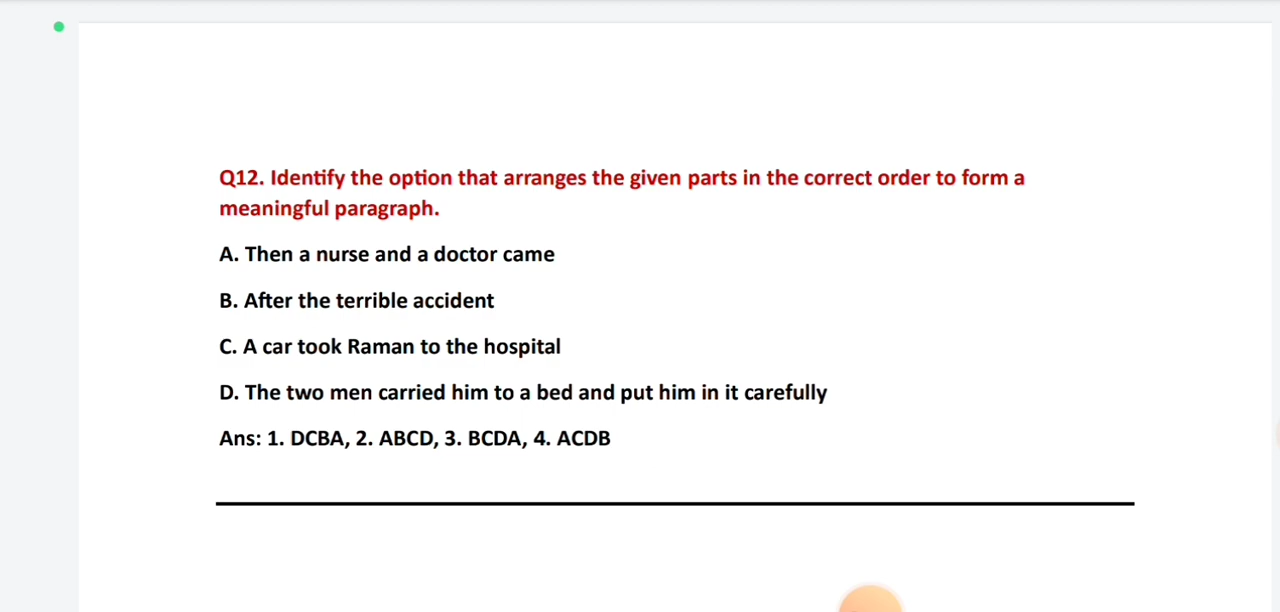 Q12. Identify the option that arranges the given parts in the correct order to form a
meaningful paragraph.
A. Then a nurse and a doctor came
B. After the terrible accident
C. A car took Raman to the hospital
D. The two men carried him to a bed and put him in it carefully
Ans: 1. DCBA, 2. ABCD, 3. BCDA, 4. ACDB